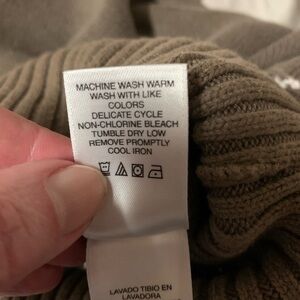 MACHINE WASH WARM
WASH WITH LIKE
COLORS
DELICATE CYCLE
NON-CHLORINE BLEACH
TUMBLE DRY LOW
REMOVE PROMPTLY
COOL IRON
LAVADO TIBIO EN
LAVADORA